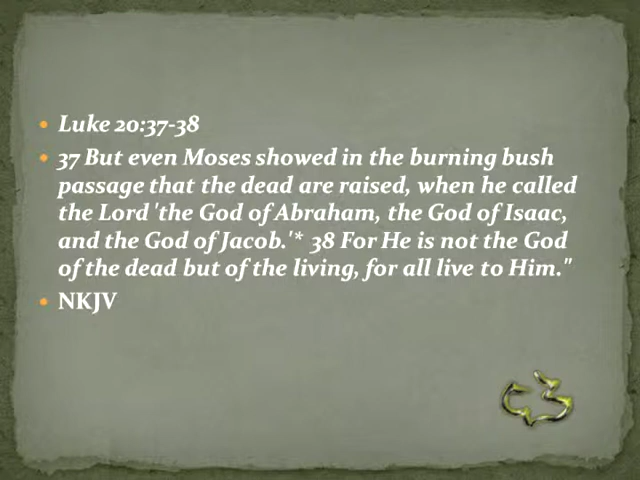 Luke 20:37-38
37 But even Moses showed in the burning bush
passage that the dead are raised, when he called
the Lord 'the God of Abraham, the God of Isaac,
and the God of Jacob.'* 38 For He is not the God
of the dead but of the living, for all live to Him."
NKJV